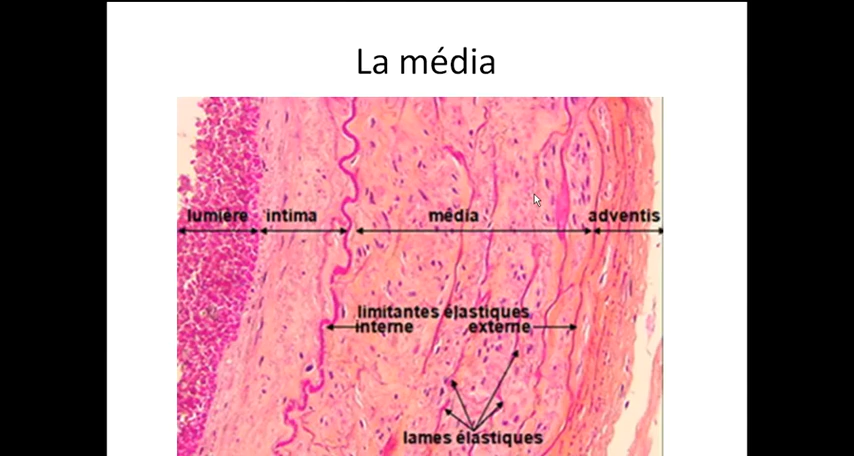 La média
lumière intima média adventis
limitantes élastiques
interne externe
lames élastiques